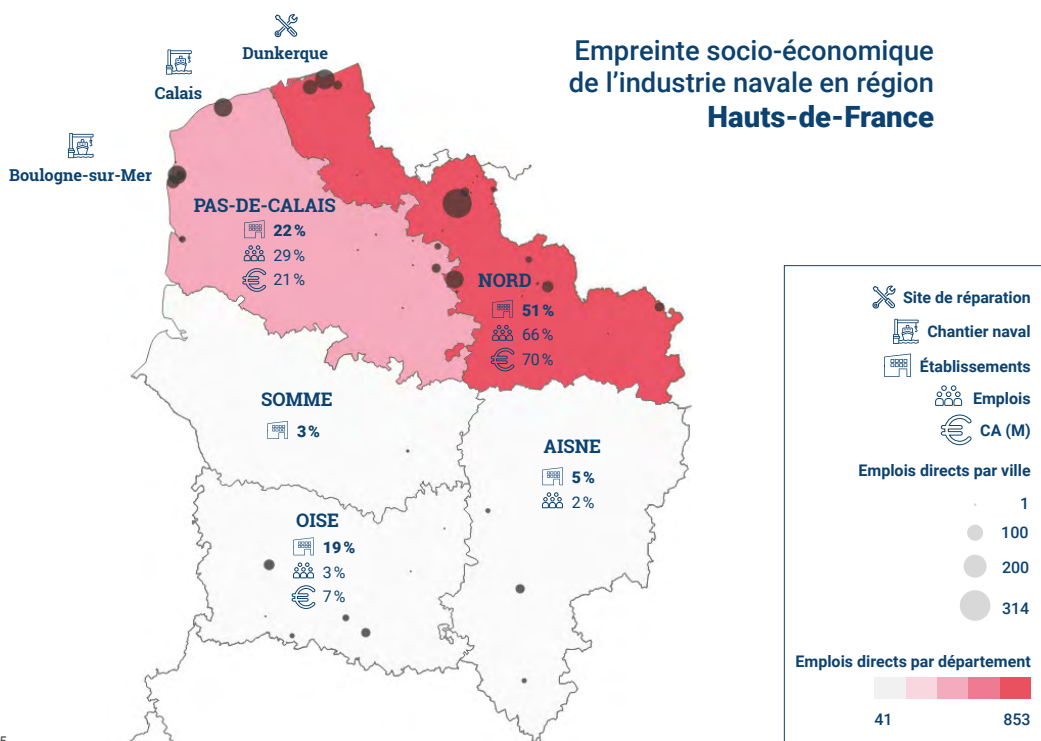 Empreinte socio-économique
de l'industrie navale en région
Hauts-de-France
Dunkerque
Calais
Boulogne-sur-Mer
PAS-DE-CALAIS
22 %
29 %
21 %
NORD
51 %
66 %
70 %
SOMME
3 %
AISNE
5 %
2 %
OISE
19 %
3 %
7 %
Site de réparation
Chantier naval
Établissements
Emplois
CA (M)
Emplois directs par ville
1
100
200
314
Emplois directs par département
41 853
5